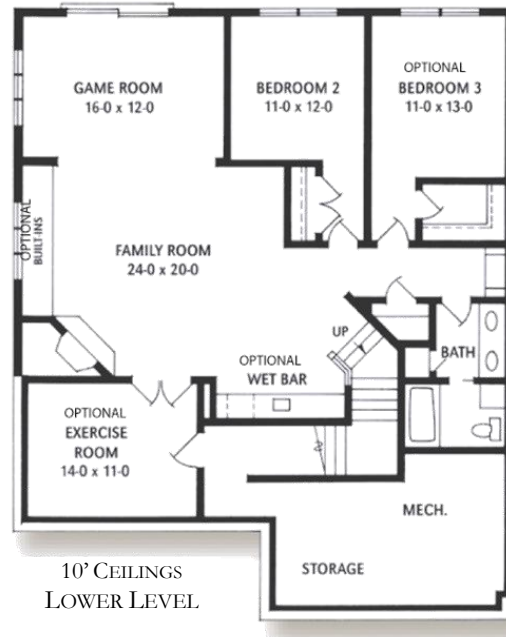 GAME ROOM
16-0 x 12-0
BEDROOM 2
11-0 x 12-0
OPTIONAL
BEDROOM 3
11-0 x 13-0
OPTIONAL
BUILT-INS
FAMILY ROOM
24-0 x 20-0
UP
OPTIONAL
WET BAR
BATH
OPTIONAL
EXERCISE
ROOM
14-0 x 11-0
MECH.
STORAGE
10' CEILINGS
LOWER LEVEL